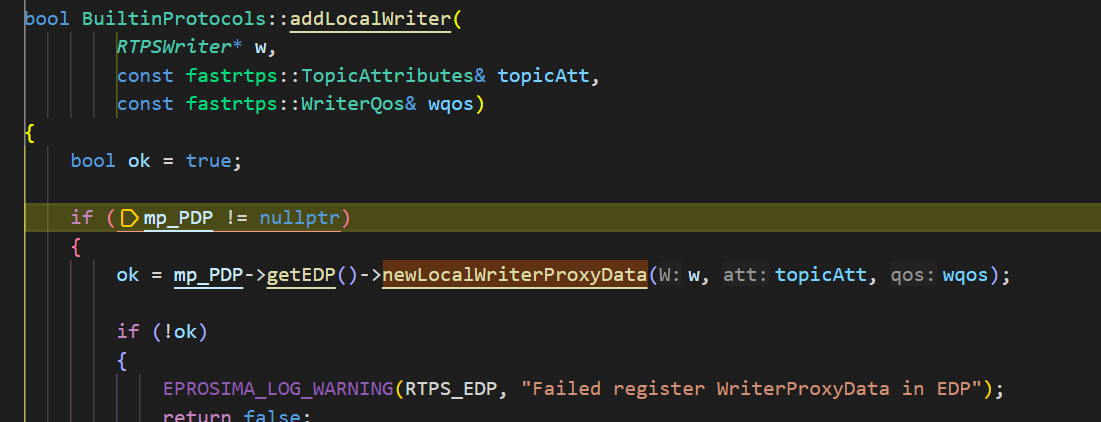 bool BuiltinProtocols::addLocalWriter(
RTPSWriter* w,
const fastrtps::TopicAttributes& topicAtt,
const fastrtps::WriterQos& wqos)
{
bool ok = true;
if (mp_PDP != nullptr)
{
ok = mp_PDP->getEDP()->newLocalWriterProxyData(W: w, att: topicAtt, qos: wqos);
if (!ok)
{
EPROSIMA_LOG_WARNING(RTPS_EDP, "Failed register WriterProxyData in EDP");
return false;